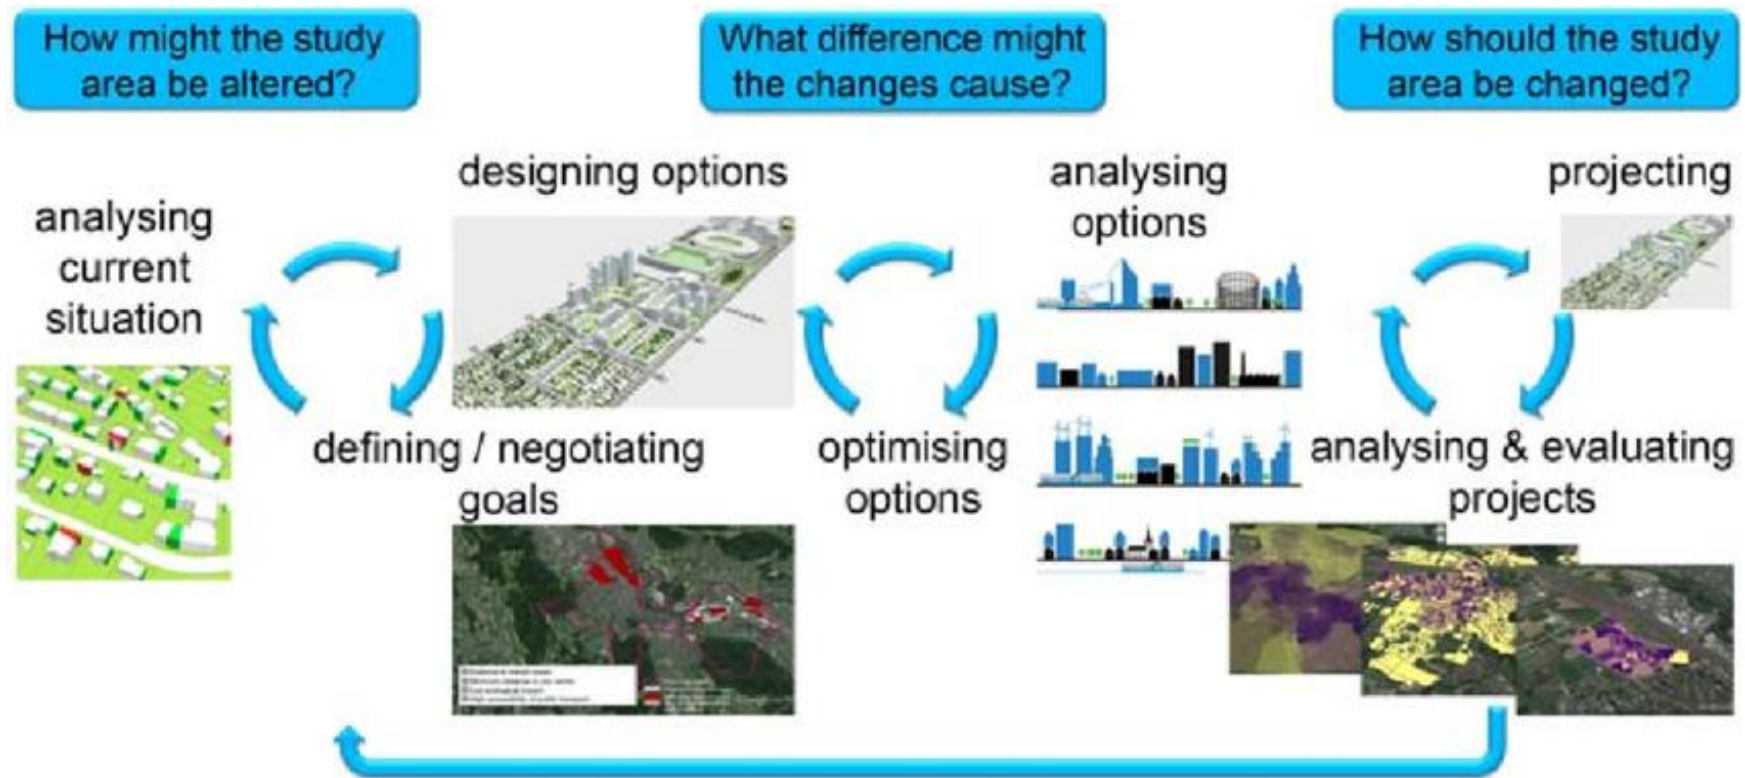 How might the study
area be altered?
What difference might
the changes cause?
How should the study
area be changed?
analysing
current
situation
designing options
defining / negotiating
goals
optimising
options
analysing
options
projecting
analysing & evaluating
projects